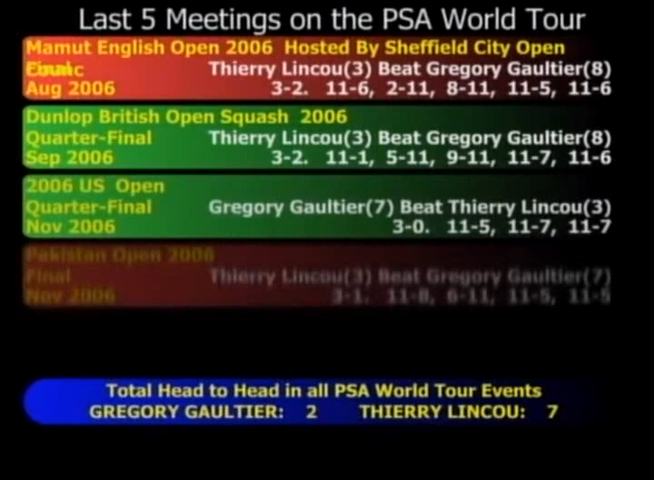 Last 5 Meetings on the PSA World Tour
Mamut English Open 2006 Hosted By Sheffield City Open
Thierry Lincou(3) Beat Gregory Gaultier(8)
Aug 2006 3-2. 11-6, 2-11, 8-11, 11-5, 11-6
Dunlop British Open Squash 2006
Quarter-Final Thierry Lincou(3) Beat Gregory Gaultier(8)
Sep 2006 3-2. 11-1, 5-11, 9-11, 11-7, 11-6
2006 US Open
Quarter-Final Gregory Gaultier(7) Beat Thierry Lincou(3)
Nov 2006 3-0. 11-5, 11-7, 11-7
Pakistan Open 2006
Final Thierry Lincou(3) Beat Gregory Gaultier(7)
Nov 2006 3-1. 6-11, 11-5, 11-5
Total Head to Head in all PSA World Tour Events
GREGORY GAULTIER: 2 THIERRY LINCOU: 7